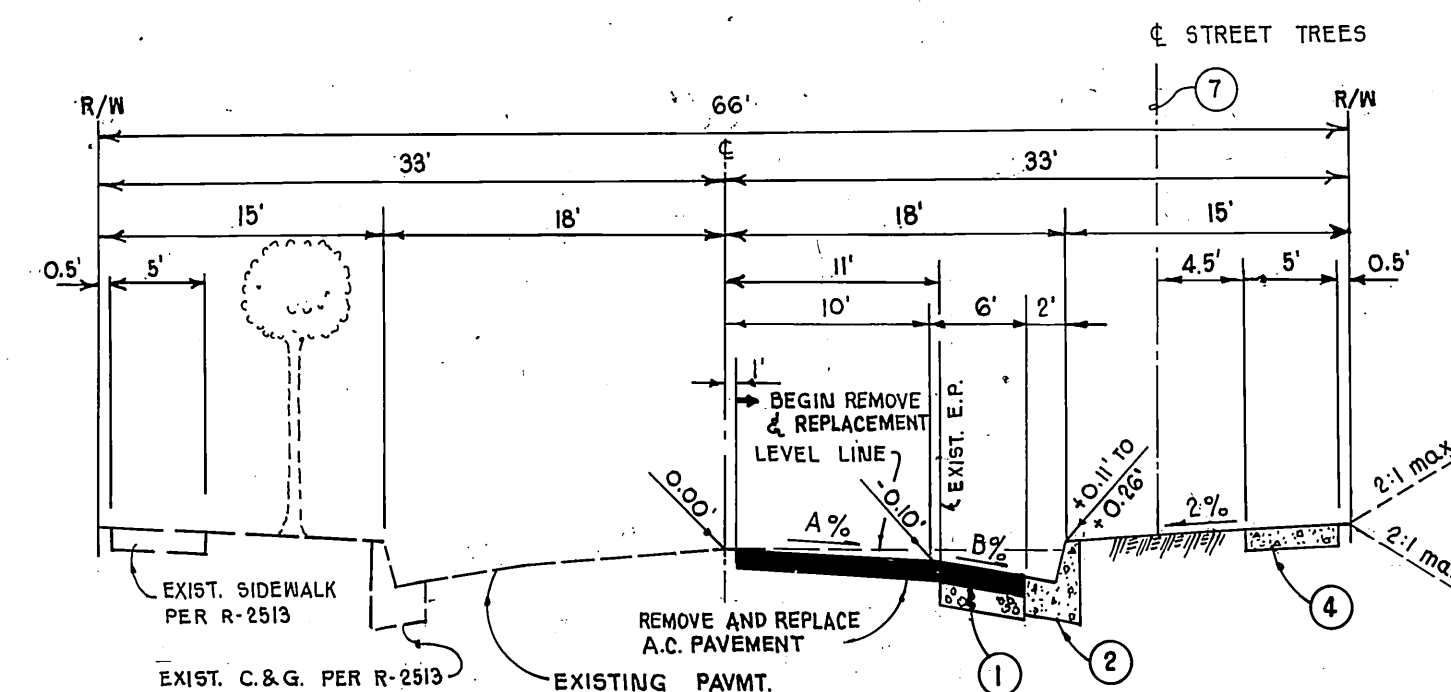 ℄ STREET TREES
7
R/W
66'
R/W
℄
33'
33'
15'
18'
18'
15'
0.5'
5'
11'
4.5'
5'
0.5'
10'
6'
2'
1'
BEGIN REMOVE
& REPLACEMENT
LEVEL LINE
EXIST. E.P.
0.00'
-0.10'
+0.11' TO
+0.26'
A%
B%
2%
2:1 max
2:1 max
EXIST. SIDEWALK
PER R-2513
REMOVE AND REPLACE
A.C. PAVEMENT
4
EXIST. C.&G. PER R-2513
EXISTING PAVMT.
1
2